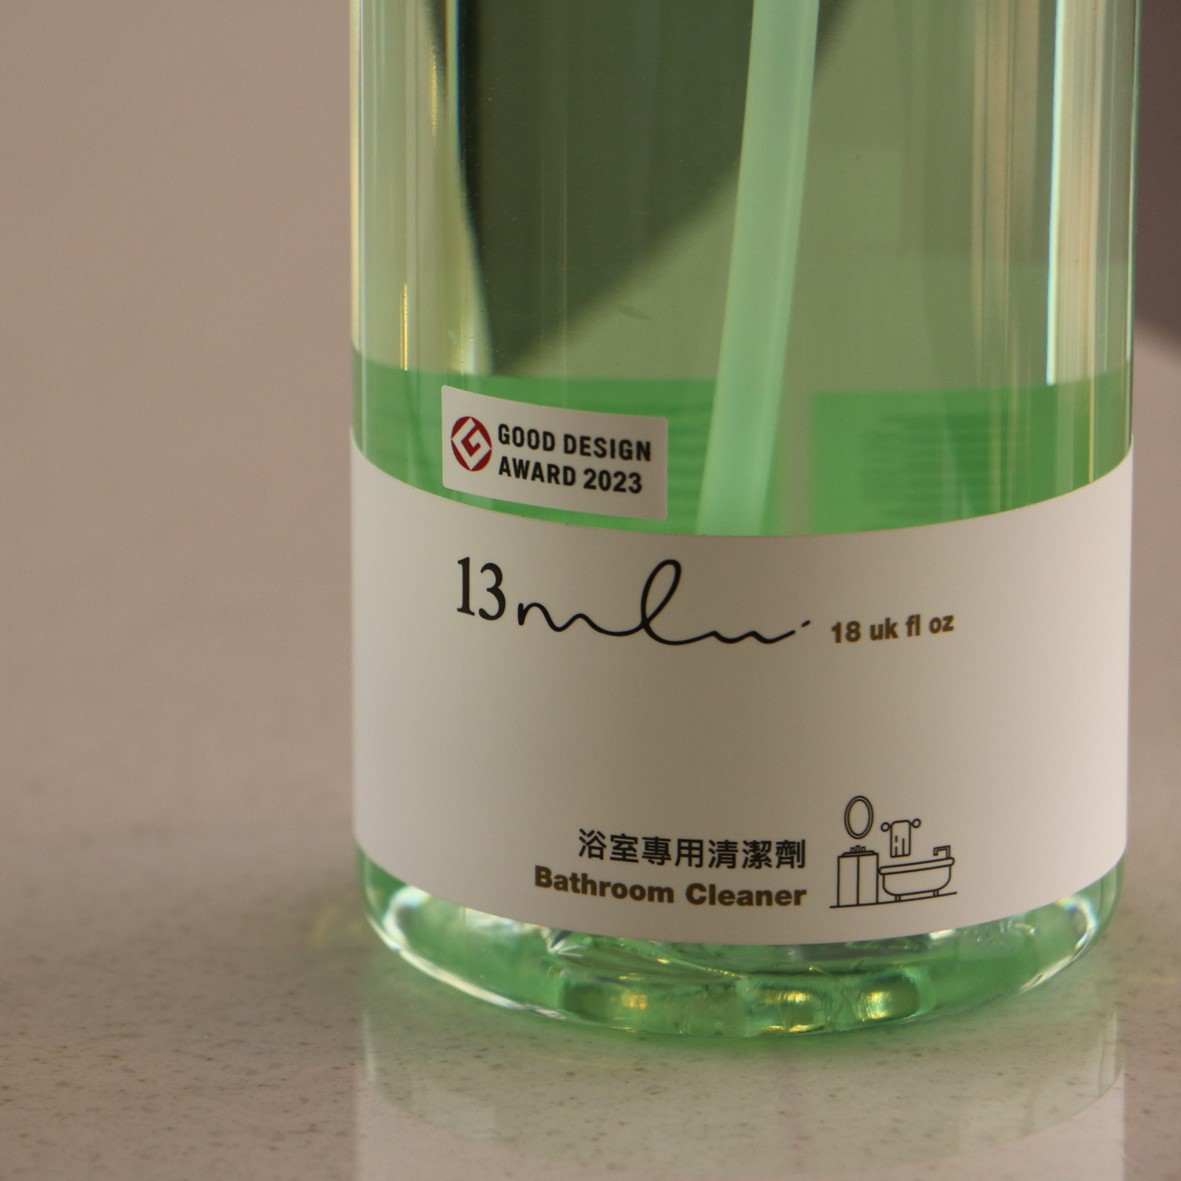 GOOD DESIGN
AWARD 2023
13 18 uk fl oz
浴室專用清潔劑
Bathroom Cleaner